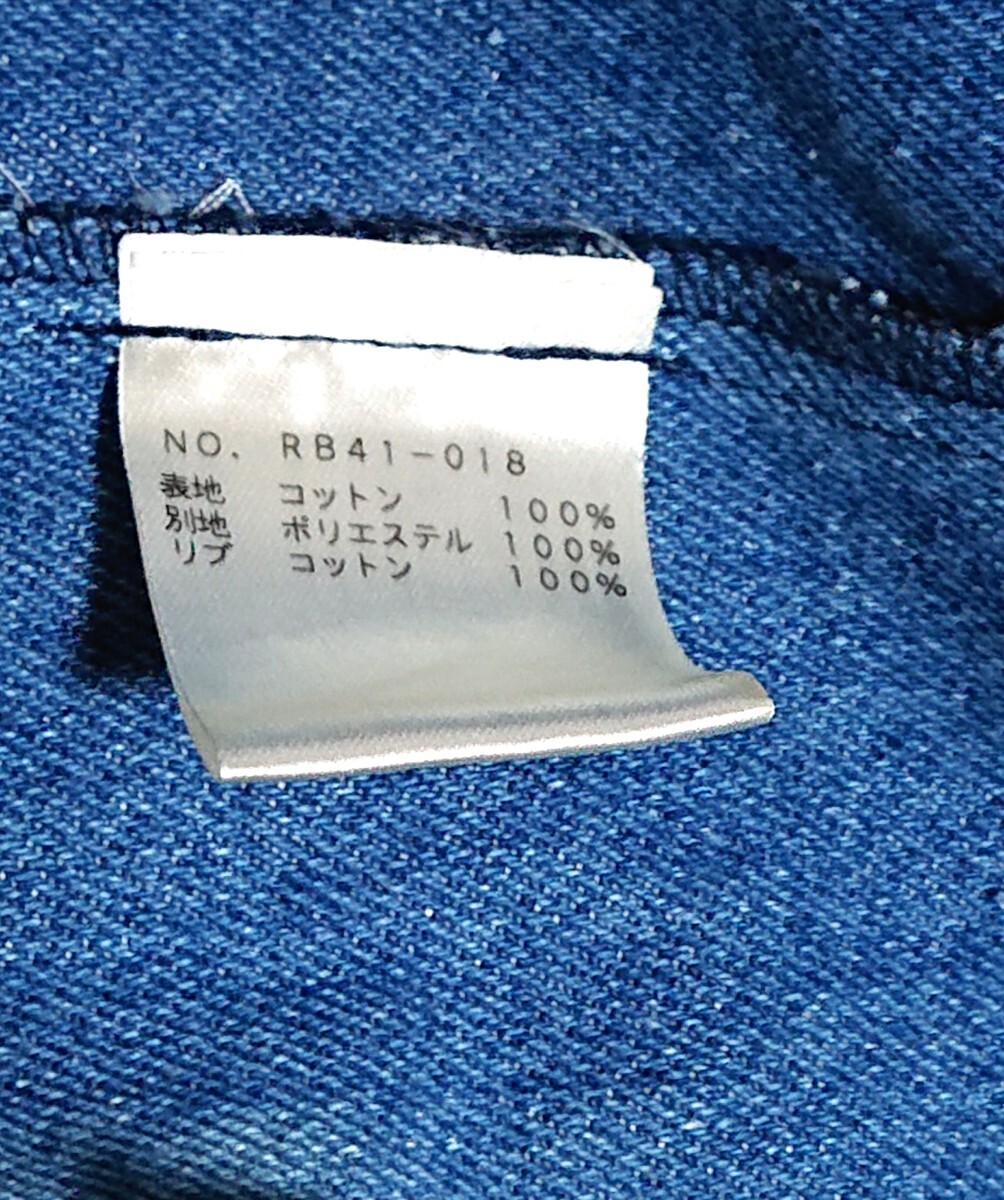 NO. RB41-018
表地 コットン 100%
別地 ポリエステル 100%
リブ コットン 100%